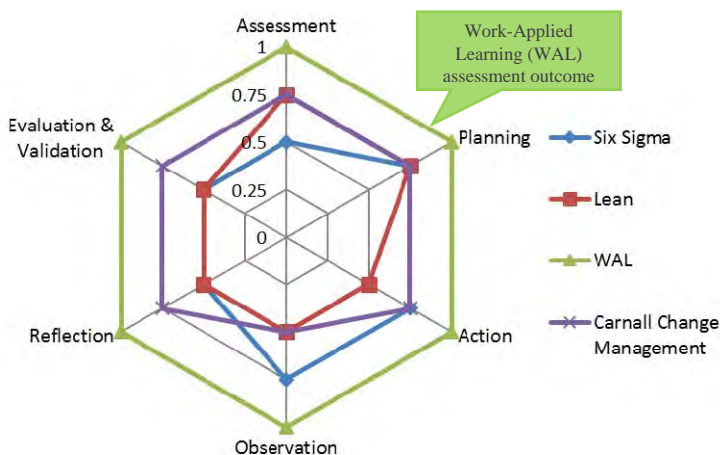 Assessment
Work-Applied
Learning (WAL)
assessment outcome
1
0.75
0.5
0.25
0
Evaluation &
Validation
Planning
Reflection
Action
Observation
Six Sigma
Lean
WAL
Carnall Change
Management